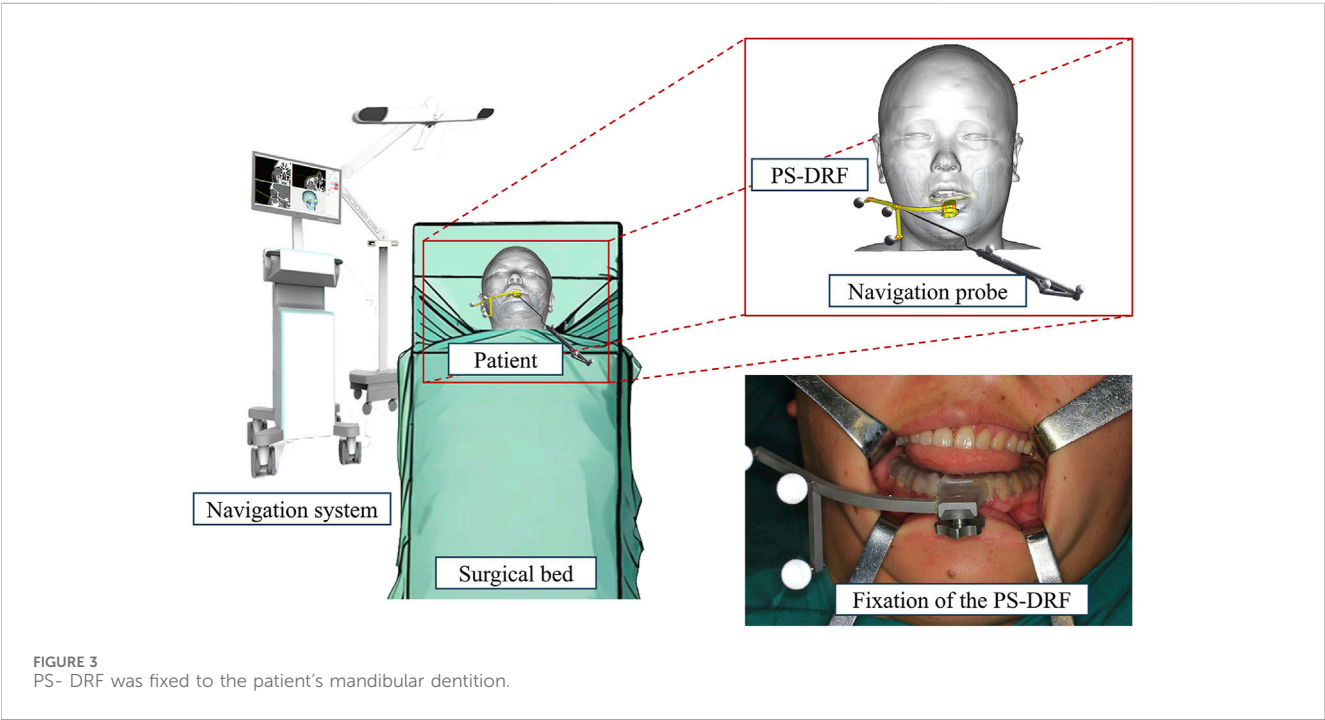 PS-DRF
Navigation probe
Patient
Navigation system
Surgical bed
Fixation of the PS-DRF
FIGURE 3
PS- DRF was fixed to the patient’s mandibular dentition.